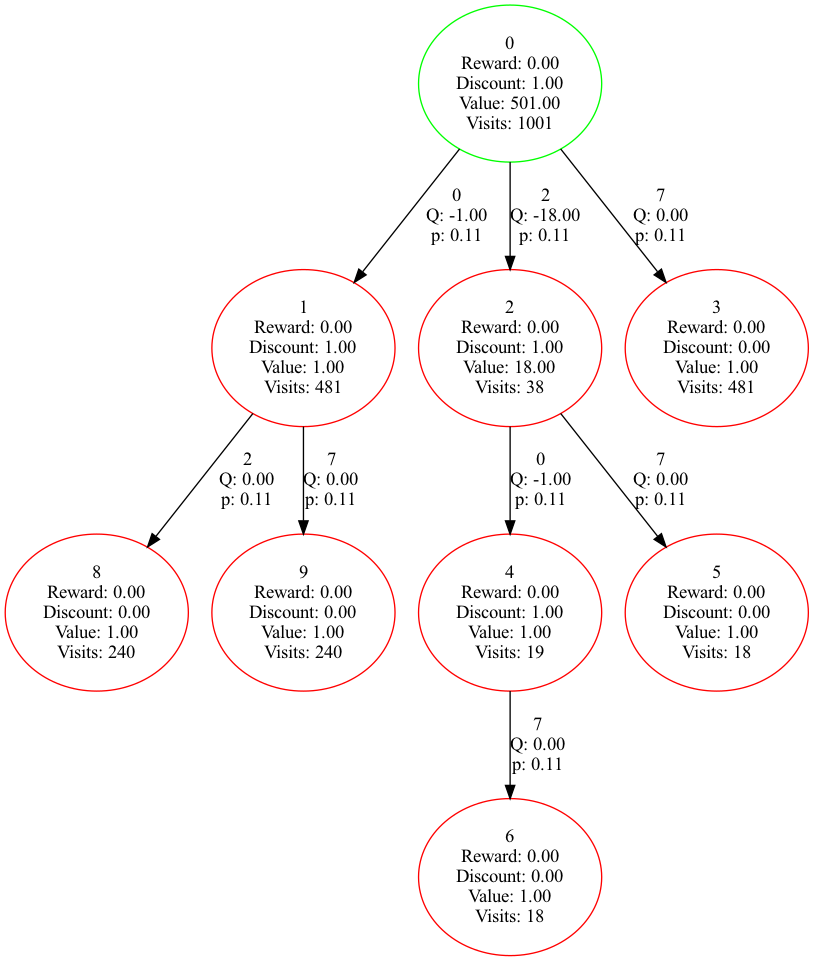 0
Reward: 0.00
Discount: 1.00
Value: 501.00
Visits: 1001
0
Q: -1.00
p: 0.11
2
Q: -18.00
p: 0.11
7
Q: 0.00
p: 0.11
1
Reward: 0.00
Discount: 1.00
Value: 1.00
Visits: 481
2
Reward: 0.00
Discount: 1.00
Value: 18.00
Visits: 38
3
Reward: 0.00
Discount: 0.00
Value: 1.00
Visits: 481
2
Q: 0.00
p: 0.11
7
Q: 0.00
p: 0.11
0
Q: -1.00
p: 0.11
7
Q: 0.00
p: 0.11
8
Reward: 0.00
Discount: 0.00
Value: 1.00
Visits: 240
9
Reward: 0.00
Discount: 0.00
Value: 1.00
Visits: 240
4
Reward: 0.00
Discount: 1.00
Value: 1.00
Visits: 19
5
Reward: 0.00
Discount: 0.00
Value: 1.00
Visits: 18
7
Q: 0.00
p: 0.11
6
Reward: 0.00
Discount: 0.00
Value: 1.00
Visits: 18